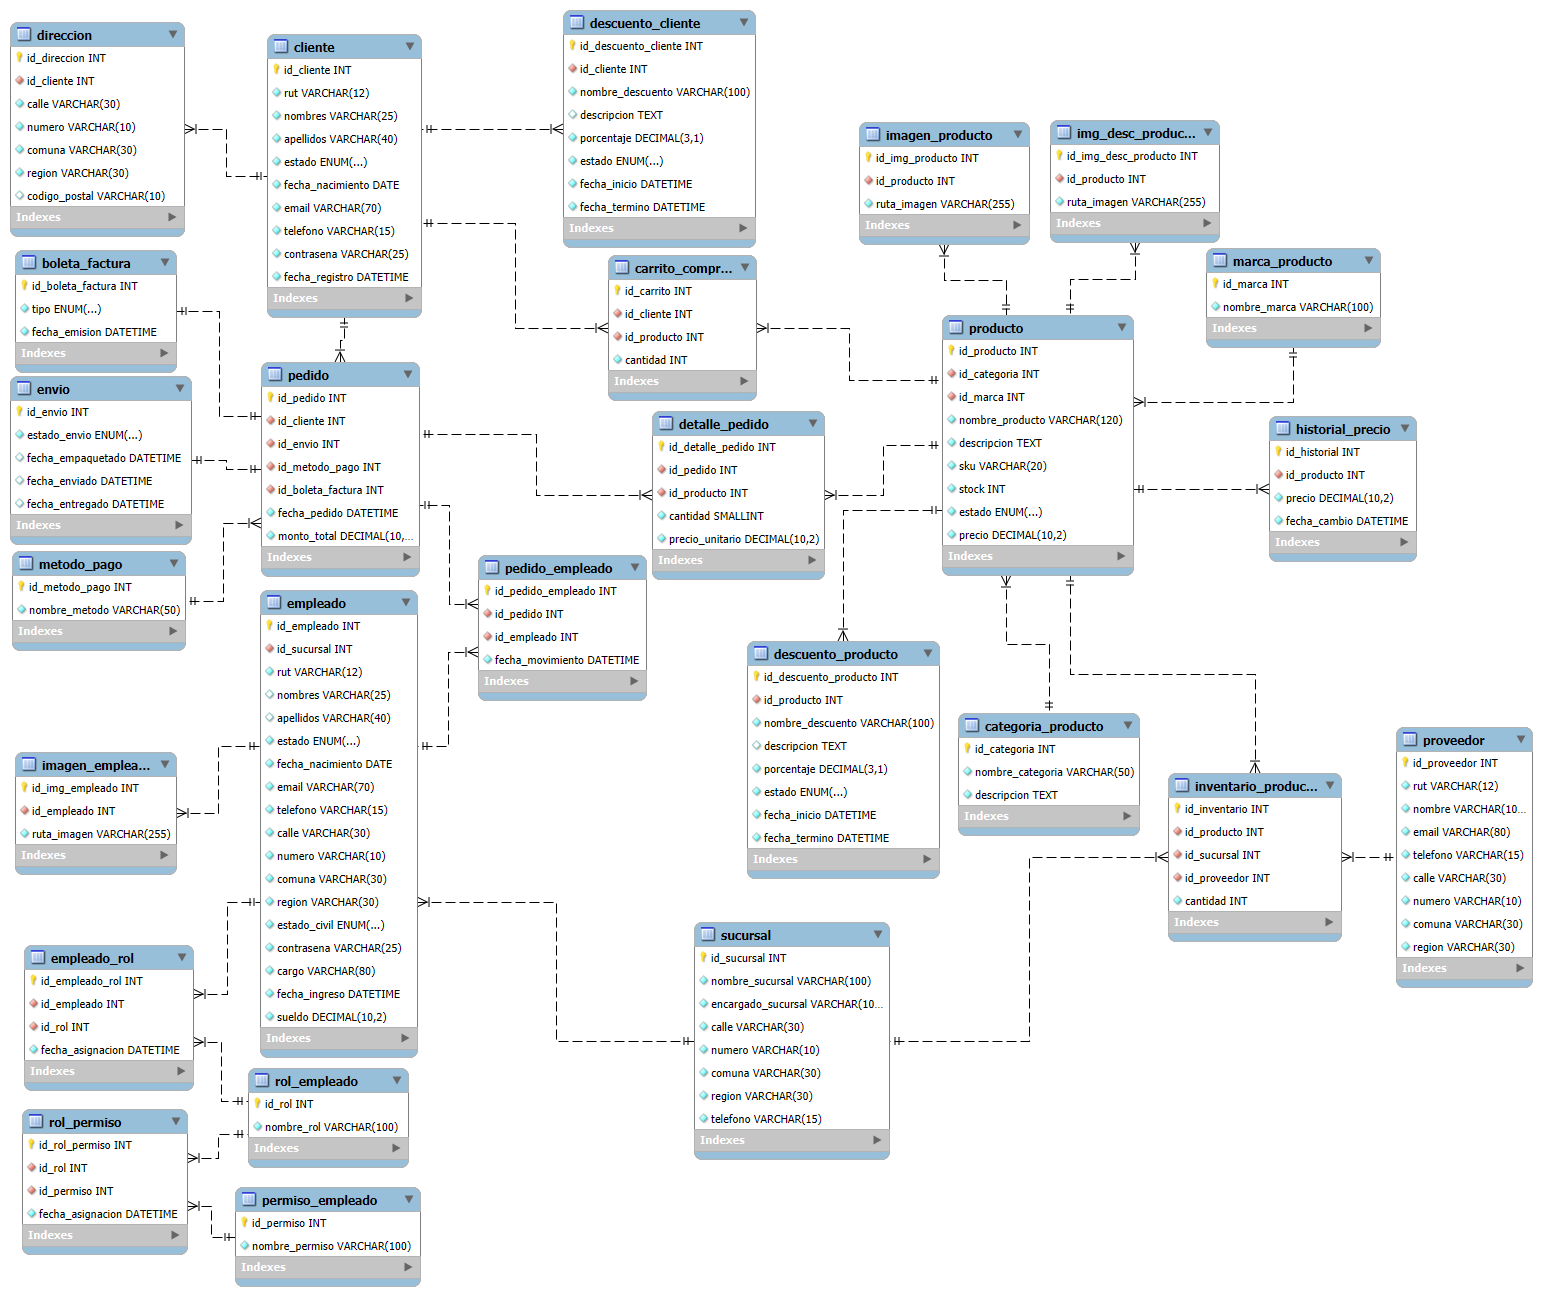 direccion
id_direccion INT
id_cliente INT
calle VARCHAR(30)
numero VARCHAR(10)
comuna VARCHAR(30)
region VARCHAR(30)
codigo_postal VARCHAR(10)
Indexes
cliente
id_cliente INT
rut VARCHAR(12)
nombres VARCHAR(25)
apellidos VARCHAR(40)
estado ENUM(...)
fecha_nacimiento DATE
email VARCHAR(70)
telefono VARCHAR(15)
contrasena VARCHAR(25)
fecha_registro DATETIME
Indexes
descuento_cliente
id_descuento_cliente INT
id_cliente INT
nombre_descuento VARCHAR(100)
descripcion TEXT
porcentaje DECIMAL(3,1)
estado ENUM(...)
fecha_inicio DATETIME
fecha_termino DATETIME
Indexes
imagen_producto
id_img_producto INT
id_producto INT
ruta_imagen VARCHAR(255)
Indexes
img_desc_produc...
id_img_desc_producto INT
id_producto INT
ruta_imagen VARCHAR(255)
Indexes
boleta_factura
id_boleta_factura INT
tipo ENUM(...)
fecha_emision DATETIME
Indexes
carrito_compr...
id_carrito INT
id_cliente INT
id_producto INT
cantidad INT
Indexes
marca_producto
id_marca INT
nombre_marca VARCHAR(100)
Indexes
producto
id_producto INT
id_categoria INT
id_marca INT
nombre_producto VARCHAR(120)
descripcion TEXT
sku VARCHAR(20)
stock INT
estado ENUM(...)
precio DECIMAL(10,2)
Indexes
envio
id_envio INT
estado_envio ENUM(...)
fecha_empaquetado DATETIME
fecha_enviado DATETIME
fecha_entregado DATETIME
Indexes
pedido
id_pedido INT
id_cliente INT
id_envio INT
id_metodo_pago INT
id_boleta_factura INT
fecha_pedido DATETIME
monto_total DECIMAL(10,...
Indexes
detalle_pedido
id_detalle_pedido INT
id_pedido INT
id_producto INT
cantidad SMALLINT
precio_unitario DECIMAL(10,2)
Indexes
historial_precio
id_historial INT
id_producto INT
precio DECIMAL(10,2)
fecha_cambio DATETIME
Indexes
metodo_pago
id_metodo_pago INT
nombre_metodo VARCHAR(50)
Indexes
pedido_empleado
id_pedido_empleado INT
id_pedido INT
id_empleado INT
fecha_movimiento DATETIME
Indexes
empleado
id_empleado INT
id_sucursal INT
rut VARCHAR(12)
nombres VARCHAR(25)
apellidos VARCHAR(40)
estado ENUM(...)
fecha_nacimiento DATE
email VARCHAR(70)
telefono VARCHAR(15)
calle VARCHAR(30)
numero VARCHAR(10)
comuna VARCHAR(30)
region VARCHAR(30)
estado_civil ENUM(...)
contrasena VARCHAR(25)
cargo VARCHAR(80)
fecha_ingreso DATETIME
sueldo DECIMAL(10,2)
Indexes
descuento_producto
id_descuento_producto INT
id_producto INT
nombre_descuento VARCHAR(100)
descripcion TEXT
porcentaje DECIMAL(3,1)
estado ENUM(...)
fecha_inicio DATETIME
fecha_termino DATETIME
Indexes
categoria_producto
id_categoria INT
nombre_categoria VARCHAR(50)
descripcion TEXT
Indexes
proveedor
id_proveedor INT
rut VARCHAR(12)
nombre VARCHAR(10...
email VARCHAR(80)
telefono VARCHAR(15)
calle VARCHAR(30)
numero VARCHAR(10)
comuna VARCHAR(30)
region VARCHAR(30)
Indexes
imagen_emplea...
id_img_empleado INT
id_empleado INT
ruta_imagen VARCHAR(255)
Indexes
inventario_produc...
id_inventario INT
id_producto INT
id_sucursal INT
id_proveedor INT
cantidad INT
Indexes
sucursal
id_sucursal INT
nombre_sucursal VARCHAR(100)
encargado_sucursal VARCHAR(10...
calle VARCHAR(30)
numero VARCHAR(10)
comuna VARCHAR(30)
region VARCHAR(30)
telefono VARCHAR(15)
Indexes
empleado_rol
id_empleado_rol INT
id_empleado INT
id_rol INT
fecha_asignacion DATETIME
Indexes
rol_empleado
id_rol INT
nombre_rol VARCHAR(100)
Indexes
rol_permiso
id_rol_permiso INT
id_rol INT
id_permiso INT
fecha_asignacion DATETIME
Indexes
permiso_empleado
id_permiso INT
nombre_permiso VARCHAR(100)
Indexes